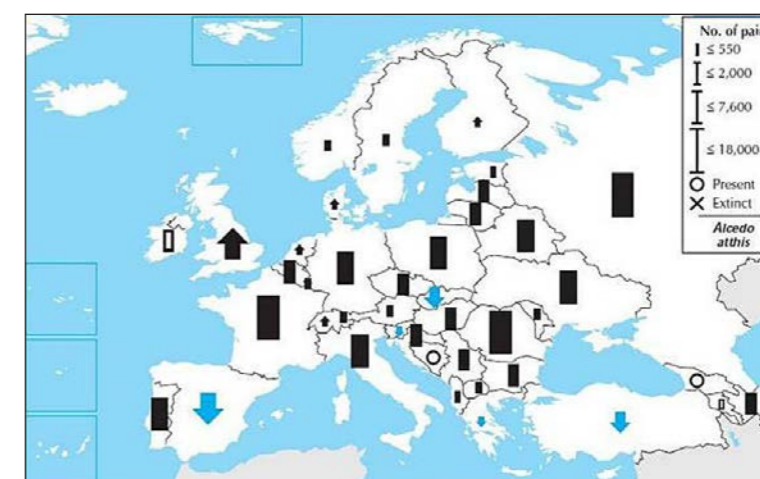 No. of pai
≤ 550
≤ 2,000
≤ 7,600
≤ 18,000
Present
Extinct
Alcedo
atthis